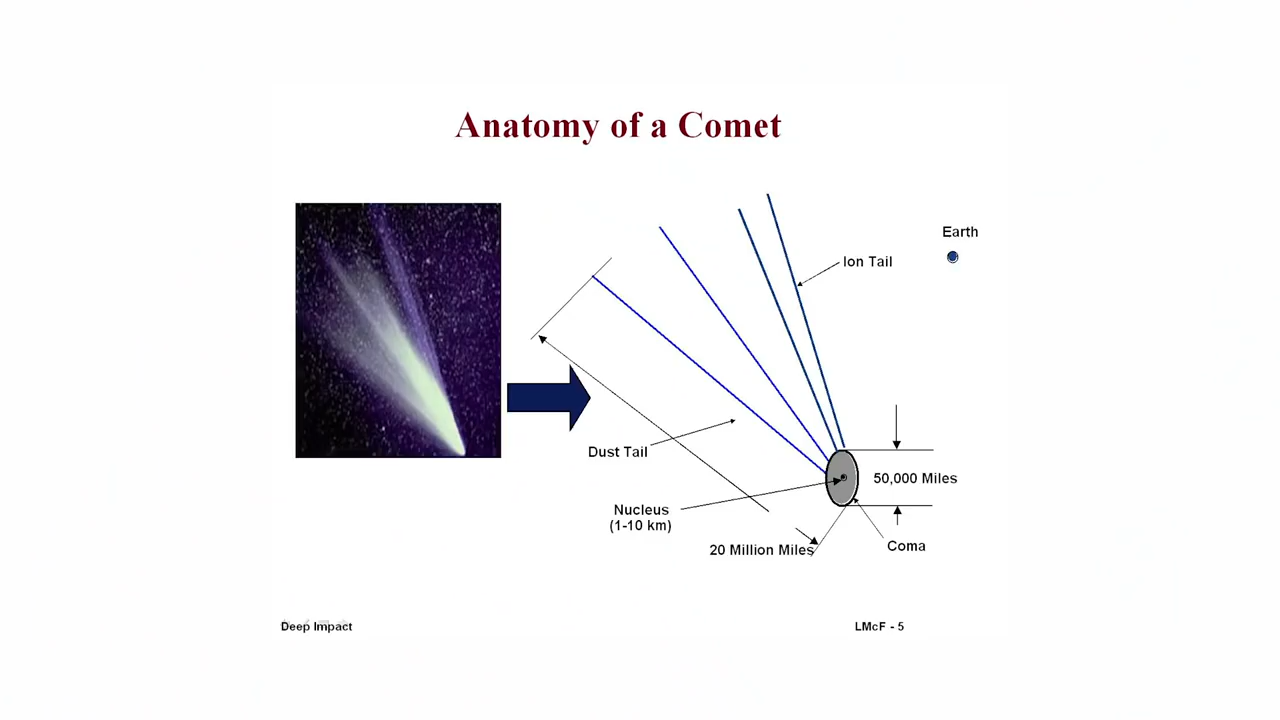 Anatomy of a Comet
Earth
Ion Tail
Dust Tail
50,000 Miles
Nucleus
(1-10 km)
20 Million Miles
Coma
Deep Impact
LMcF - 5